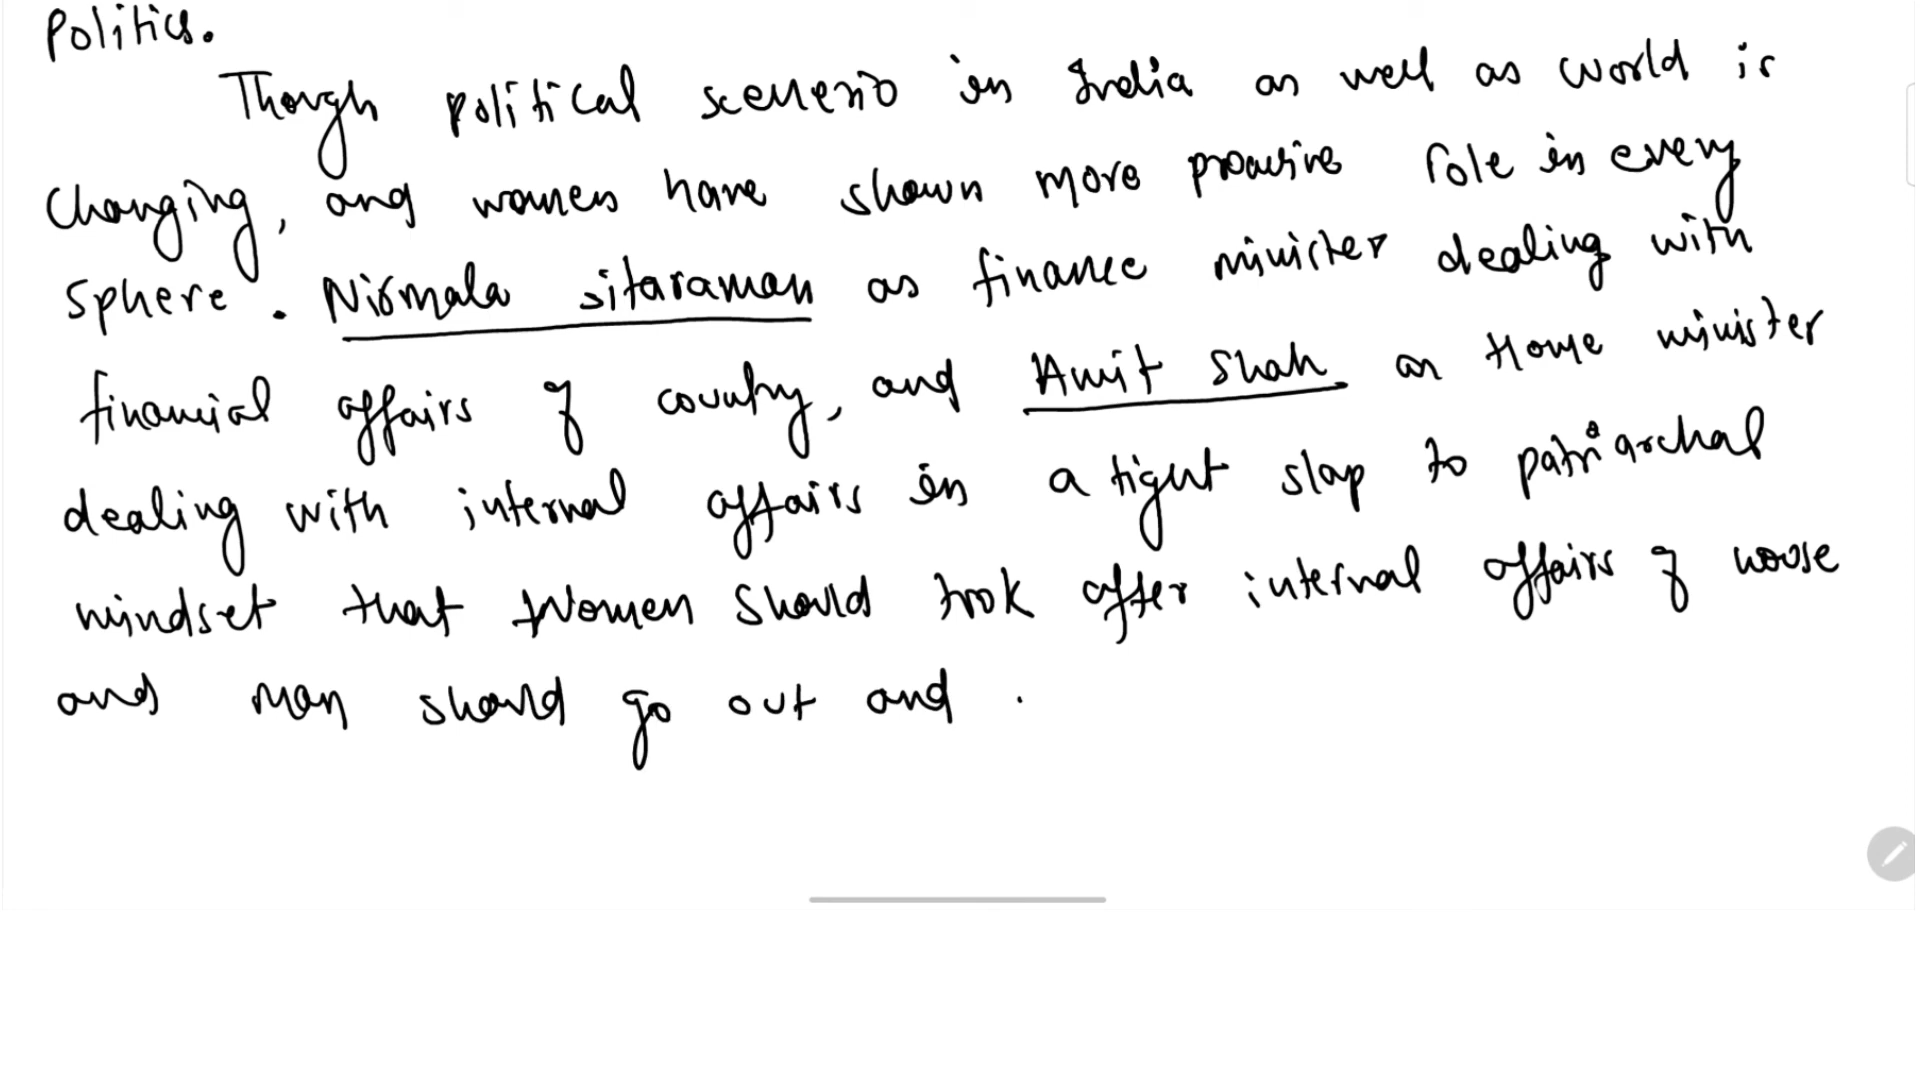 Politics.
Though political scenerio in India as well as world is
changing, and women have shown more proactive role in every
sphere. Nirmala sitaraman as finance minister dealing with
financial affairs of country, and Amit Shah as Home minister
dealing with internal affairs is a tight slap to patriarchal
mindset that Women should look after internal affairs of house
and man should go out and .